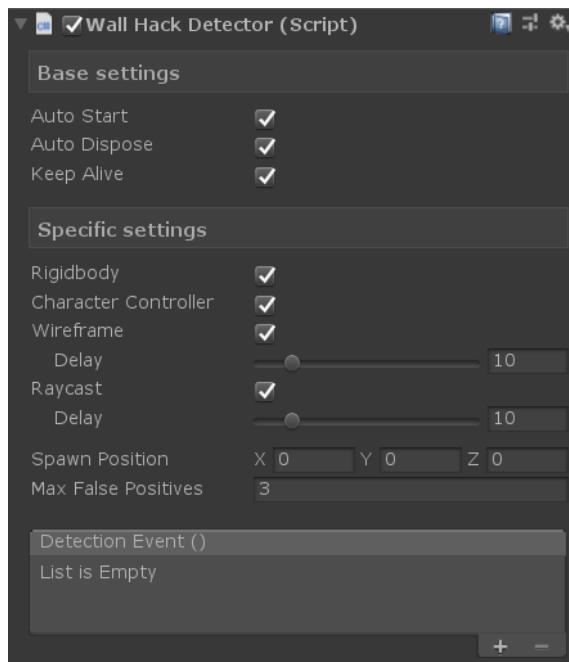 Wall Hack Detector (Script)
Base settings
Auto Start
Auto Dispose
Keep Alive
Specific settings
Rigidbody
Character Controller
Wireframe
Delay 10
Raycast
Delay 10
Spawn Position X 0 Y 0 Z 0
Max False Positives 3
Detection Event ()
List is Empty
+ −